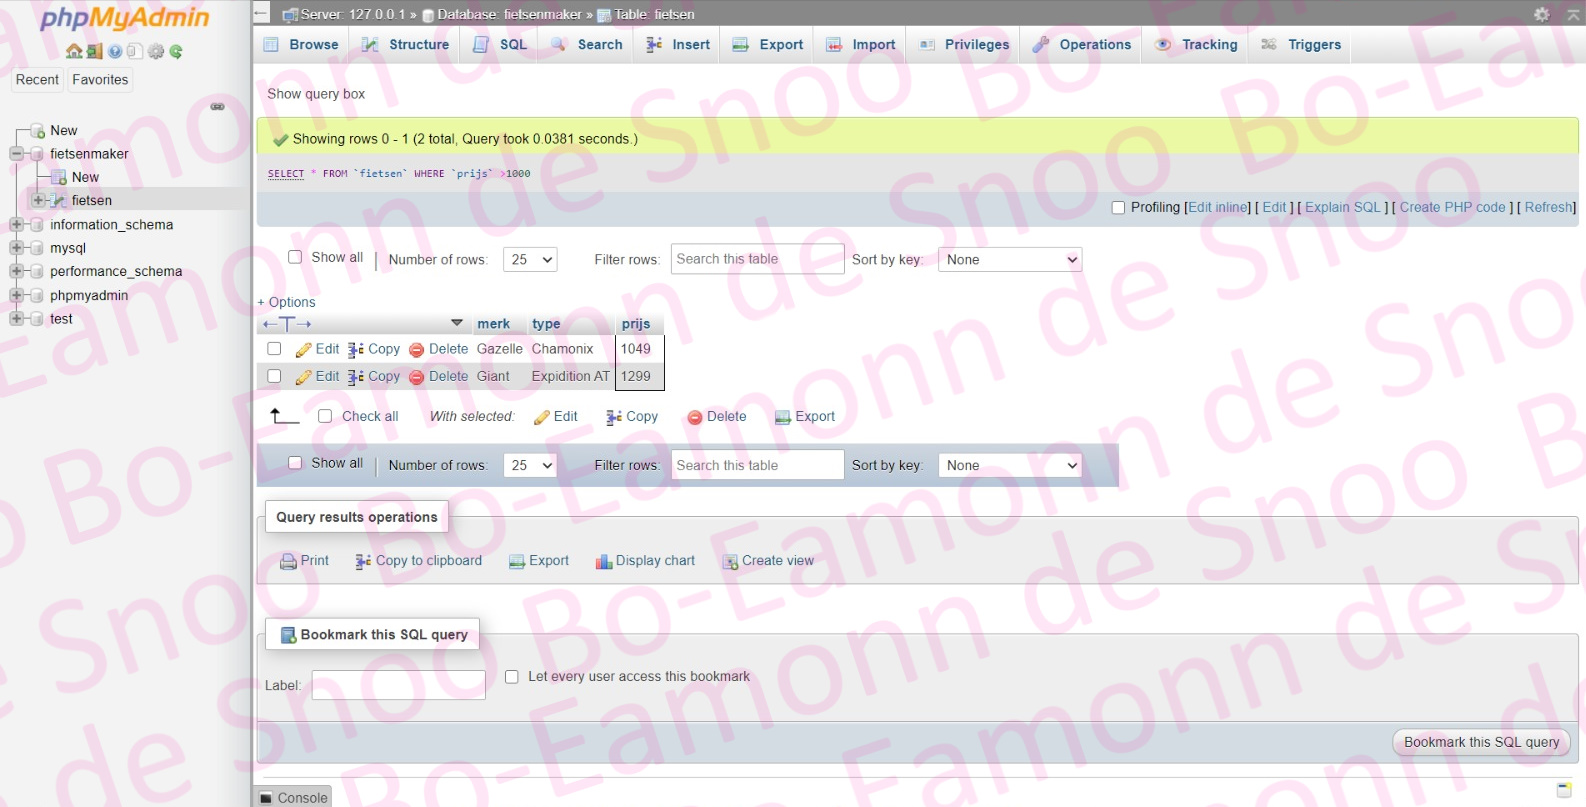 phpMyAdmin
Recent Favorites
New
fietsenmaker
New
fietsen
information_schema
mysql
performance_schema
phpmyadmin
test
Server: 127.0.0.1 » Database: fietsenmaker » Table: fietsen
Browse Structure SQL Search Insert Export Import Privileges Operations Tracking Triggers
Show query box
Showing rows 0 - 1 (2 total, Query took 0.0381 seconds.)
SELECT * FROM `fietsen` WHERE `prijs` >1000
Profiling [Edit inline] [ Edit ] [ Explain SQL ] [ Create PHP code ] [ Refresh]
Show all Number of rows: 25 Filter rows: Search this table Sort by key: None
+ Options
←T→ merk type prijs
Edit Copy Delete Gazelle Chamonix 1049
Edit Copy Delete Giant Expidition AT 1299
Check all With selected: Edit Copy Delete Export
Show all Number of rows: 25 Filter rows: Search this table Sort by key: None
Query results operations
Print Copy to clipboard Export Display chart Create view
Bookmark this SQL query
Label: Let every user access this bookmark
Bookmark this SQL query
Console
Bo-Eamonn de Snoo